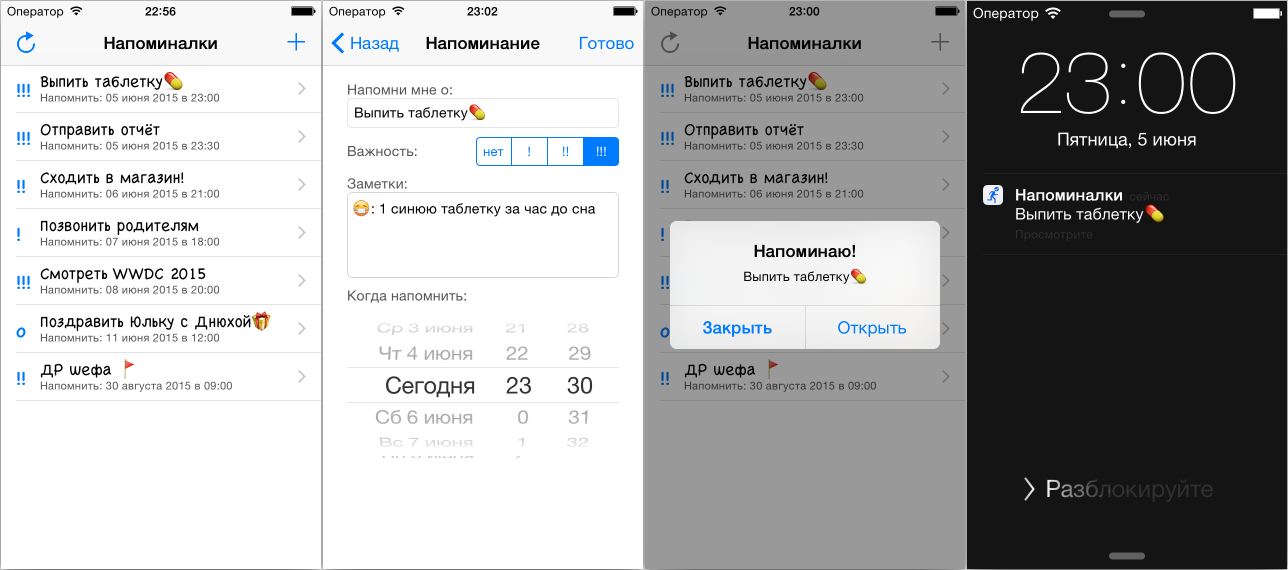 Оператор 22:56
Напоминалки
!!! Выпить таблетку💊
Напомнить: 05 июня 2015 в 23:00
!!! Отправить отчёт
Напомнить: 05 июня 2015 в 23:30
!! Сходить в магазин!
Напомнить: 06 июня 2015 в 21:00
! Позвонить родителям
Напомнить: 07 июня 2015 в 18:00
!!! Смотреть WWDC 2015
Напомнить: 08 июня 2015 в 20:00
o Поздравить Юльку с Днюхой🎁
Напомнить: 11 июня 2015 в 12:00
!! ДР шефа 🚩
Напомнить: 30 августа 2015 в 09:00
Оператор 23:02
Назад Напоминание Готово
Напомни мне о:
Выпить таблетку💊
Важность: нет ! !! !!!
Заметки:
😷: 1 синюю таблетку за час до сна
Когда напомнить:
Ср 3 июня 21 28
Чт 4 июня 22 29
Сегодня 23 30
Сб 6 июня 0 31
Вс 7 июня 1 32
Оператор 23:00
Напоминалки
!!! Выпить таблетку💊
Напомнить: 05 июня 2015 в 23:00
!!! Отправить отчёт
Напомнить: 05 июня 2015 в 23:30
!! Сходить в магазин!
Напомнить: 06 июня 2015 в 21:00
!
Напоминаю!
Выпить таблетку💊
Закрыть Открыть
o
!! ДР шефа 🚩
Напомнить: 30 августа 2015 в 09:00
Оператор
23:00
Пятница, 5 июня
Напоминалки сейчас
Выпить таблетку💊
Просмотрите
Разблокируйте